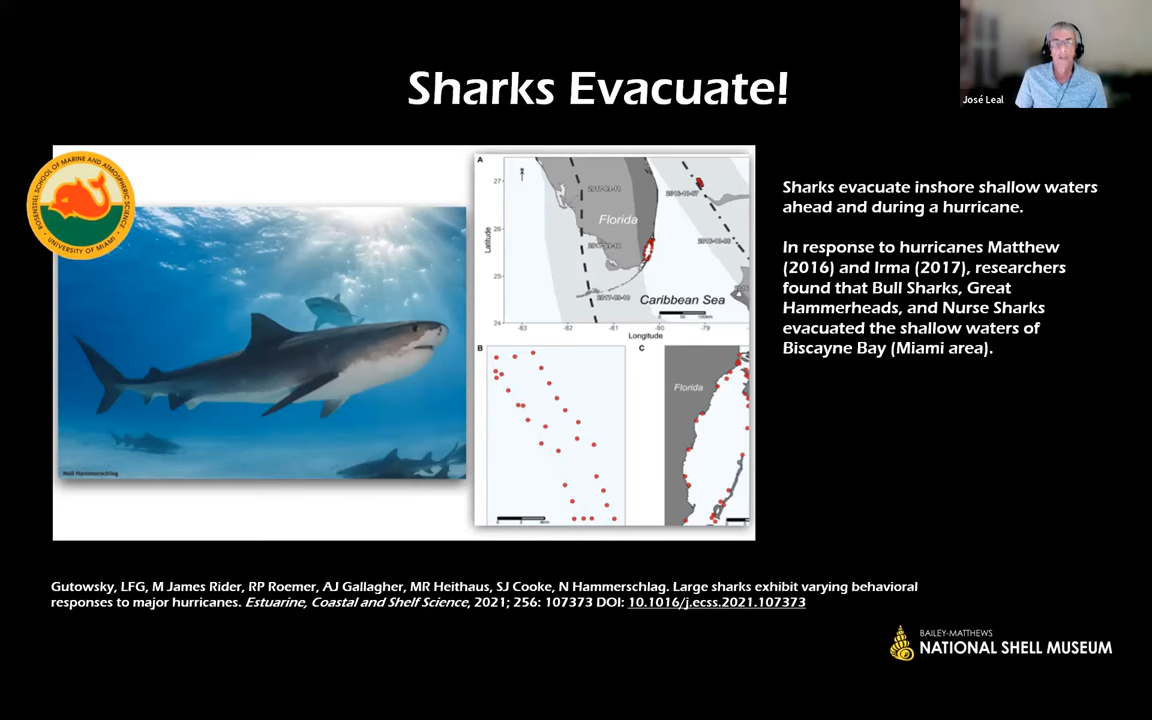 Sharks Evacuate!
José Leal
ROSENSTIEL SCHOOL OF MARINE AND ATMOSPHERIC SCIENCE
UNIVERSITY OF MIAMI
Neil Hammerschlag
A
N
27
26
25
24
Latitude
Florida
Caribbean Sea
-83
-82
-81
-80
-79
Longitude
B
C
Florida
Sharks evacuate inshore shallow waters
ahead and during a hurricane.
In response to hurricanes Matthew
(2016) and Irma (2017), researchers
found that Bull Sharks, Great
Hammerheads, and Nurse Sharks
evacuated the shallow waters of
Biscayne Bay (Miami area).
Gutowsky, LFG, M James Rider, RP Roemer, AJ Gallagher, MR Heithaus, SJ Cooke, N Hammerschlag. Large sharks exhibit varying behavioral
responses to major hurricanes. Estuarine, Coastal and Shelf Science, 2021; 256: 107373 DOI: 10.1016/j.ecss.2021.107373
BAILEY-MATTHEWS
NATIONAL SHELL MUSEUM